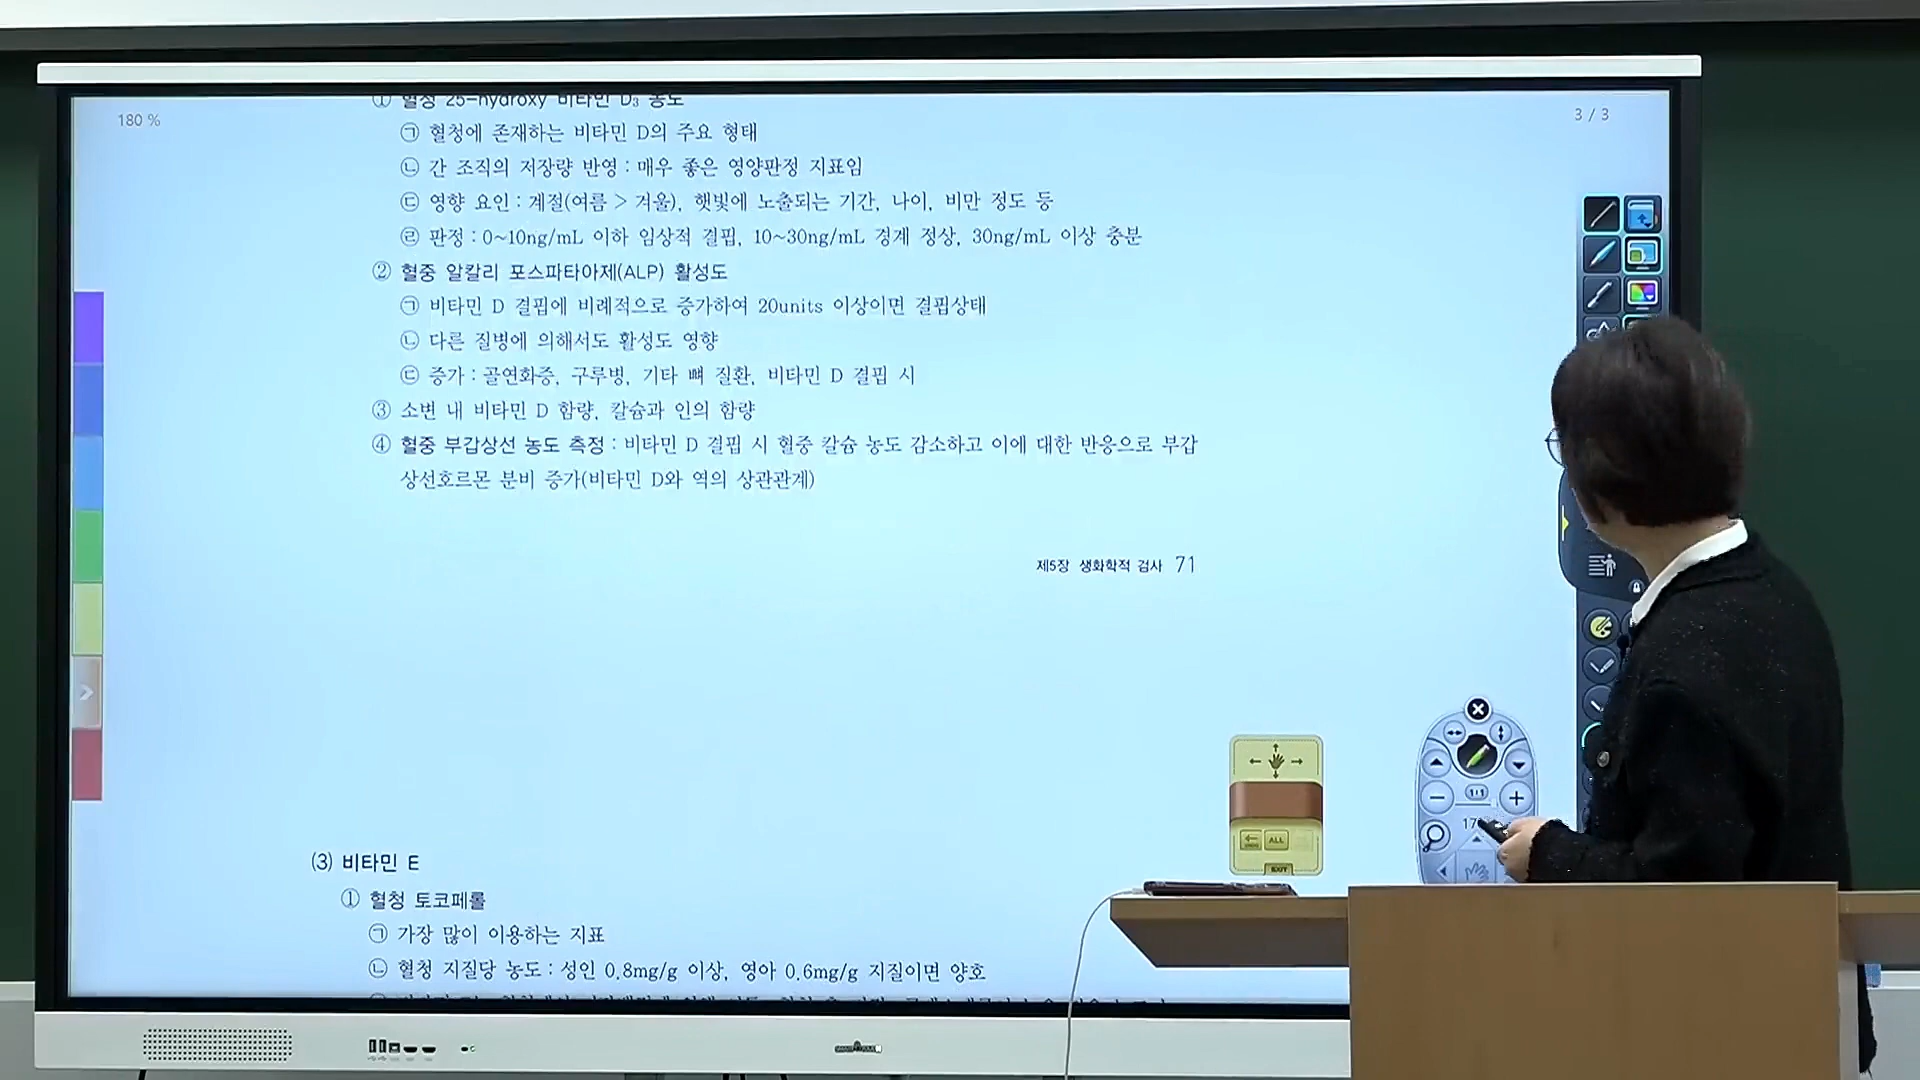 180 %
3 / 3
① 혈청 25-hydroxy 비타민 D₃ 농도
㉠ 혈청에 존재하는 비타민 D의 주요 형태
㉡ 간 조직의 저장량 반영 : 매우 좋은 영양판정 지표임
㉢ 영향 요인 : 계절(여름 > 겨울), 햇빛에 노출되는 기간, 나이, 비만 정도 등
㉣ 판정 : 0~10ng/mL 이하 임상적 결핍, 10~30ng/mL 경계 정상, 30ng/mL 이상 충분
② 혈중 알칼리 포스파타아제(ALP) 활성도
㉠ 비타민 D 결핍에 비례적으로 증가하여 20units 이상이면 결핍상태
㉡ 다른 질병에 의해서도 활성도 영향
㉢ 증가 : 골연화증, 구루병, 기타 뼈 질환, 비타민 D 결핍 시
③ 소변 내 비타민 D 함량, 칼슘과 인의 함량
④ 혈중 부갑상선 농도 측정 : 비타민 D 결핍 시 혈중 칼슘 농도 감소하고 이에 대한 반응으로 부갑
상선호르몬 분비 증가(비타민 D와 역의 상관관계)
제5장 생화학적 검사 71
1:1
ALL
EXIT
(3) 비타민 E
① 혈청 토코페롤
㉠ 가장 많이 이용하는 지표
㉡ 혈청 지질당 농도 : 성인 0.8mg/g 이상, 영아 0.6mg/g 지질이면 양호